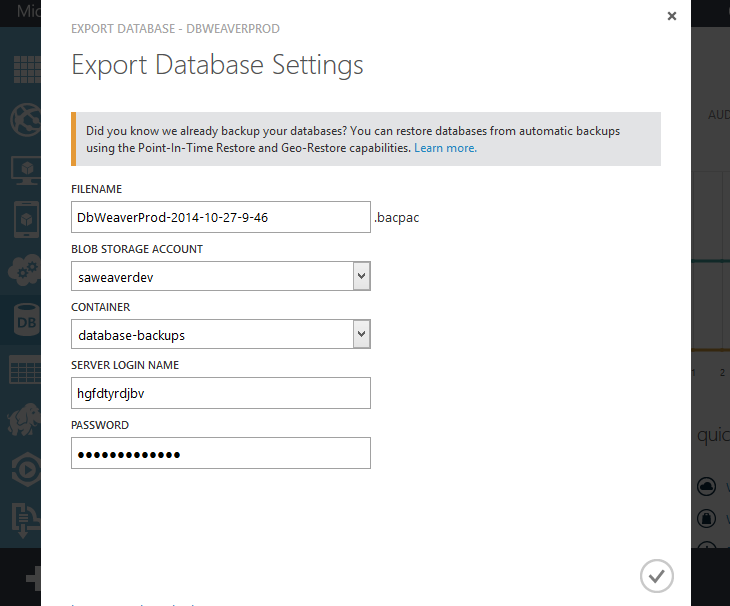 Mic
EXPORT DATABASE - DBWEAVERPROD
Export Database Settings
AUD
Did you know we already backup your databases? You can restore databases from automatic backups
using the Point-In-Time Restore and Geo-Restore capabilities. Learn more.
FILENAME
DbWeaverProd-2014-10-27-9-46 .bacpac
BLOB STORAGE ACCOUNT
saweaverdev
CONTAINER
database-backups
DB
SERVER LOGIN NAME
1 2
hgfdtyrdjbv
PASSWORD
quic
•••••••••••••